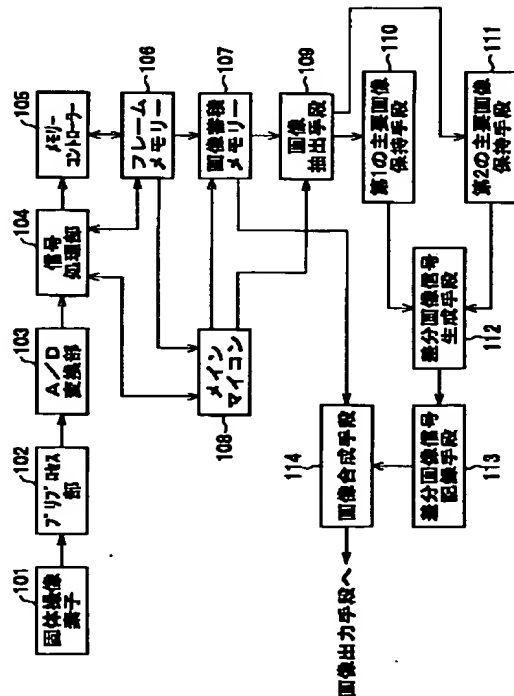 101
固体撮像
素子
102
プリプロセス
部
103
A/D
変換部
104
信号
処理部
105
メモリー
コントローラー
106
フレーム
メモリー
107
画像蓄積
メモリー
108
メイン
マイコン
109
画像
抽出手段
110
第1の主要画像
保持手段
111
第2の主要画像
保持手段
112
差分画像信号
生成手段
113
差分画像信号
記録手段
114
画像合成手段
画像出力手段へ